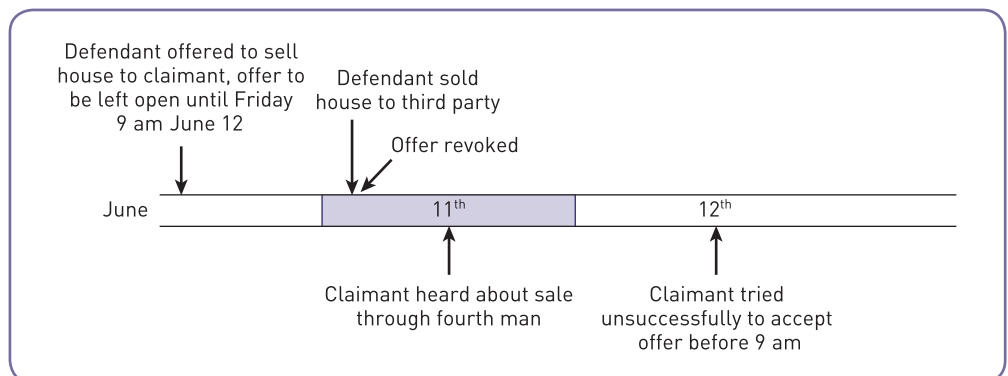 Defendant offered to sell
house to claimant, offer to
be left open until Friday
9 am June 12
Defendant sold
house to third party
Offer revoked
June
11th
12th
Claimant heard about sale
through fourth man
Claimant tried
unsuccessfully to accept
offer before 9 am